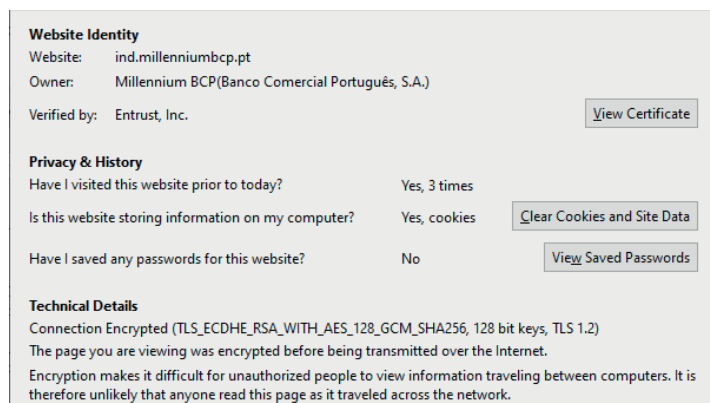 Website Identity
Website: ind.millenniumbcp.pt
Owner: Millennium BCP(Banco Comercial Português, S.A.)
Verified by: Entrust, Inc. View Certificate
Privacy & History
Have I visited this website prior to today? Yes, 3 times
Is this website storing information on my computer? Yes, cookies Clear Cookies and Site Data
Have I saved any passwords for this website? No View Saved Passwords
Technical Details
Connection Encrypted (TLS_ECDHE_RSA_WITH_AES_128_GCM_SHA256, 128 bit keys, TLS 1.2)
The page you are viewing was encrypted before being transmitted over the Internet.
Encryption makes it difficult for unauthorized people to view information traveling between computers. It is
therefore unlikely that anyone read this page as it traveled across the network.